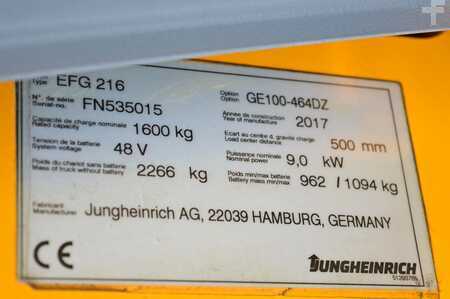 Type EFG 216 Option Option GE100-464DZ
N° de série Serial-no. FN535015 Année de construction Year of manufacture 2017
Capacité de charge nominale Rated capacity 1600 kg Ecart au centre d. gravité charge Load center distance 500 mm
Tension de la batterie System voltage 48 V Puissance nominale Nominal power 9,0 kW
Poids du chariot sans batterie Mass of truck without battery 2266 kg Poids min/max batterie Battery mass min/max 962 / 1094 kg
Fabricant Manufacturer Jungheinrich AG, 22039 HAMBURG, GERMANY
CE JUNGHEINRICH